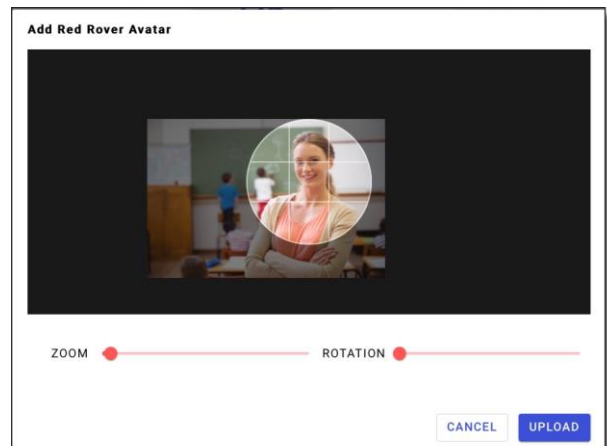 Add Red Rover Avatar
ZOOM
ROTATION
CANCEL
UPLOAD